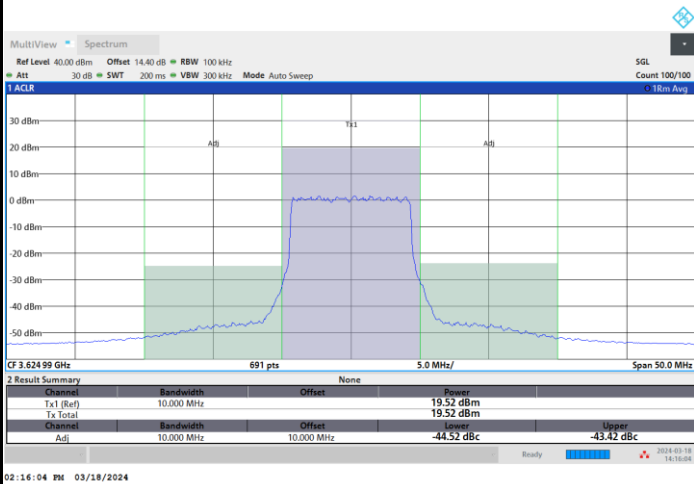 MultiView Spectrum
Ref Level 40.00 dBm Offset 14.40 dB RBW 100 kHz SGL
Att 30 dB SWT 200 ms VBW 300 kHz Mode Auto Sweep Count 100/100
1 ACLR 1Rm Avg
30 dBm
Tx1
20 dBm
Adj Adj
10 dBm
0 dBm
-10 dBm
-20 dBm
-30 dBm
-40 dBm
-50 dBm
CF 3.624 99 GHz 691 pts 5.0 MHz/ Span 50.0 MHz
2 Result Summary None
Channel Bandwidth Offset Power
Tx1 (Ref) 10.000 MHz 19.52 dBm
Tx Total 19.52 dBm
Channel Bandwidth Offset Lower Upper
Adj 10.000 MHz 10.000 MHz -44.52 dBc -43.42 dBc
Ready 2024-03-18
14:16:04
02:16:04 PM 03/18/2024